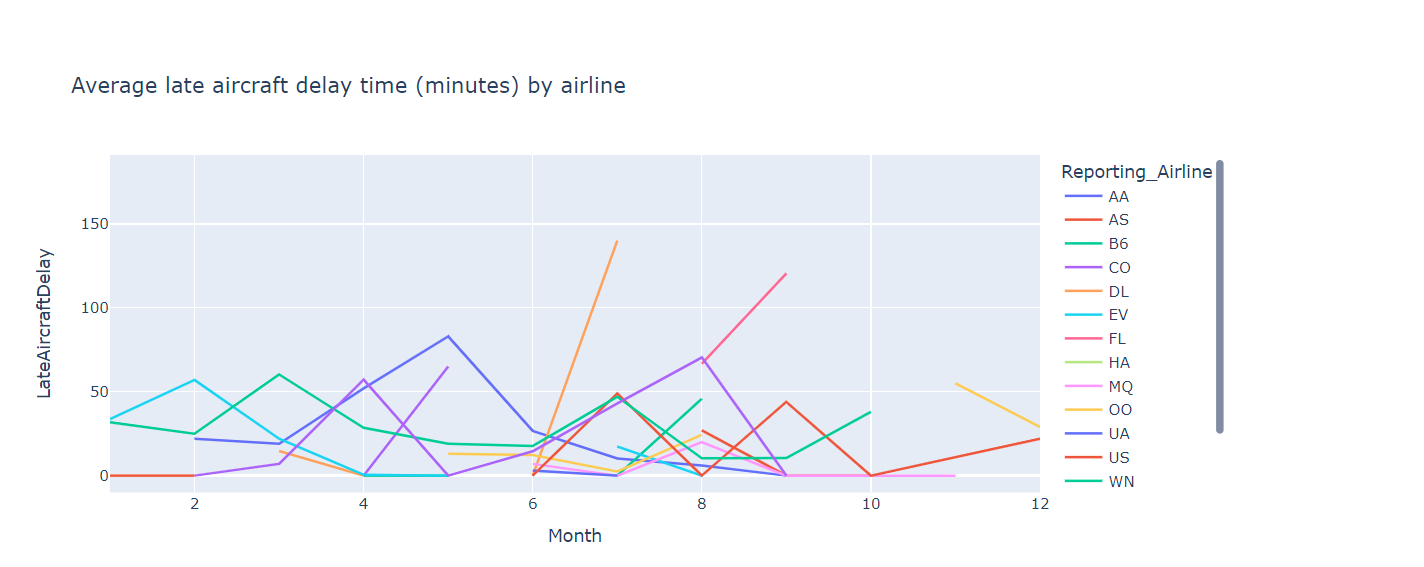 Average late aircraft delay time (minutes) by airline
LateAircraftDelay
150
100
50
0
2
4
6
8
10
12
Month
Reporting_Airline
AA
AS
B6
CO
DL
EV
FL
HA
MQ
OO
UA
US
WN